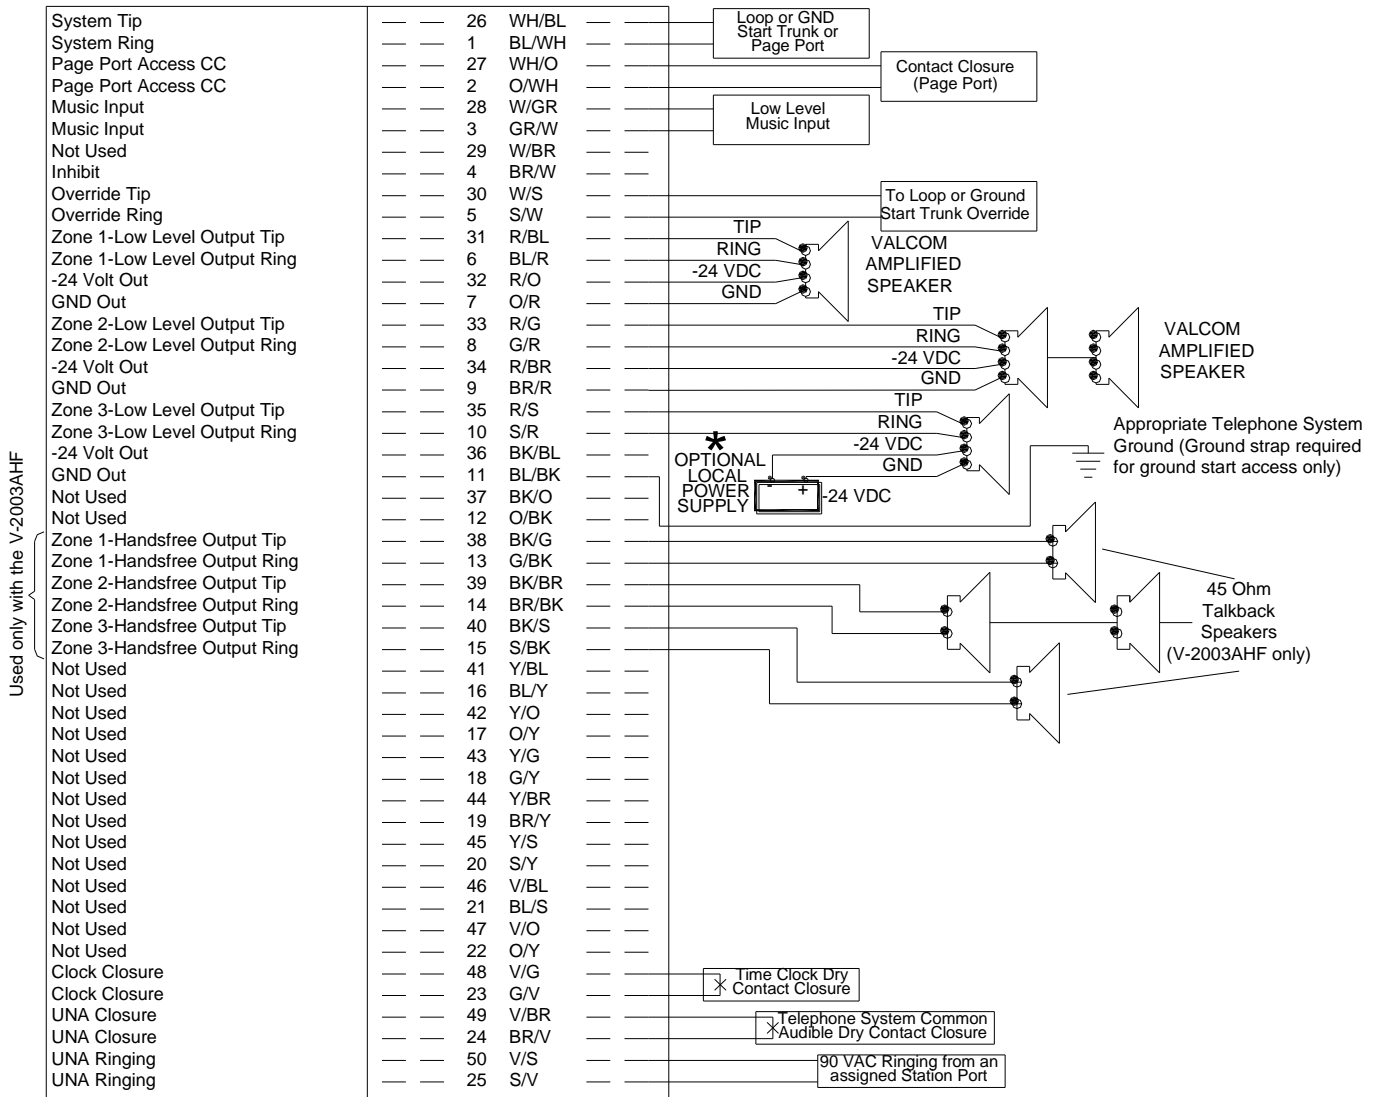 System Tip 26 WH/BL
System Ring 1 BL/WH
Page Port Access CC 27 WH/O
Page Port Access CC 2 O/WH
Music Input 28 W/GR
Music Input 3 GR/W
Not Used 29 W/BR
Inhibit 4 BR/W
Override Tip 30 W/S
Override Ring 5 S/W
Zone 1-Low Level Output Tip 31 R/BL
Zone 1-Low Level Output Ring 6 BL/R
-24 Volt Out 32 R/O
GND Out 7 O/R
Zone 2-Low Level Output Tip 33 R/G
Zone 2-Low Level Output Ring 8 G/R
-24 Volt Out 34 R/BR
GND Out 9 BR/R
Zone 3-Low Level Output Tip 35 R/S
Zone 3-Low Level Output Ring 10 S/R
-24 Volt Out 36 BK/BL
GND Out 11 BL/BK
Not Used 37 BK/O
Not Used 12 O/BK
Zone 1-Handsfree Output Tip 38 BK/G
Zone 1-Handsfree Output Ring 13 G/BK
Zone 2-Handsfree Output Tip 39 BK/BR
Zone 2-Handsfree Output Ring 14 BR/BK
Zone 3-Handsfree Output Tip 40 BK/S
Zone 3-Handsfree Output Ring 15 S/BK
Not Used 41 Y/BL
Not Used 16 BL/Y
Not Used 42 Y/O
Not Used 17 O/Y
Not Used 43 Y/G
Not Used 18 G/Y
Not Used 44 Y/BR
Not Used 19 BR/Y
Not Used 45 Y/S
Not Used 20 S/Y
Not Used 46 V/BL
Not Used 21 BL/S
Not Used 47 V/O
Not Used 22 O/Y
Clock Closure 48 V/G
Clock Closure 23 G/V
UNA Closure 49 V/BR
UNA Closure 24 BR/V
UNA Ringing 50 V/S
UNA Ringing 25 S/V
Used only with the V-2003AHF
Loop or GND
Start Trunk or
Page Port
Contact Closure
(Page Port)
Low Level
Music Input
To Loop or Ground
Start Trunk Override
TIP
RING
-24 VDC
GND
VALCOM
AMPLIFIED
SPEAKER
TIP
RING
-24 VDC
GND
VALCOM
AMPLIFIED
SPEAKER
TIP
RING
-24 VDC
GND
*
OPTIONAL
LOCAL
POWER
SUPPLY
- +
-24 VDC
Appropriate Telephone System
Ground (Ground strap required
for ground start access only)
45 Ohm
Talkback
Speakers
(V-2003AHF only)
Time Clock Dry
Contact Closure
Telephone System Common
Audible Dry Contact Closure
90 VAC Ringing from an
assigned Station Port